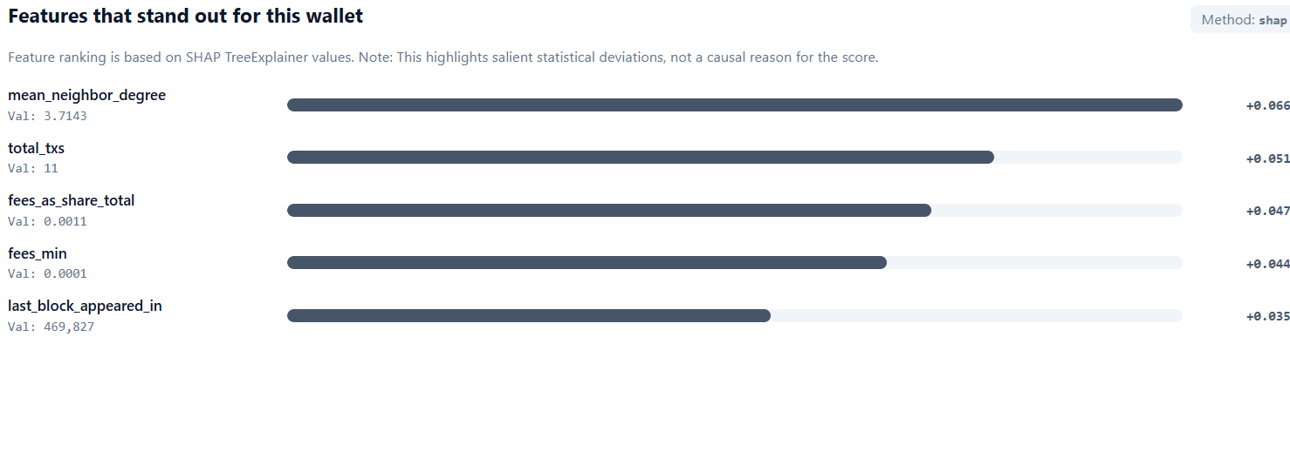 Features that stand out for this wallet
Method: shap
Feature ranking is based on SHAP TreeExplainer values. Note: This highlights salient statistical deviations, not a causal reason for the score.
mean_neighbor_degree
Val: 3.7143
+0.066
total_txs
Val: 11
+0.051
fees_as_share_total
Val: 0.0011
+0.047
fees_min
Val: 0.0001
+0.044
last_block_appeared_in
Val: 469,827
+0.035